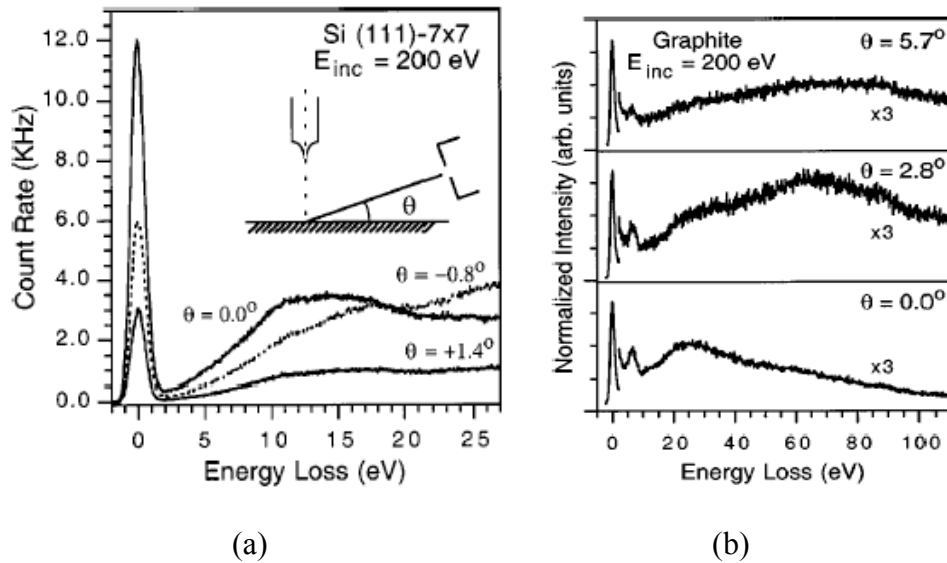 Si (111)-7x7
E inc = 200 eV
Count Rate (KHz)
12.0
10.0
8.0
6.0
4.0
2.0
0.0
θ
θ = 0.0°
θ = −0.8°
θ = +1.4°
0 5 10 15 20 25
Energy Loss (eV)
(a)
Graphite
E inc = 200 eV
θ = 5.7°
x3
θ = 2.8°
x3
θ = 0.0°
x3
Normalized Intensity (arb. units)
0 20 40 60 80 100
Energy Loss (eV)
(b)